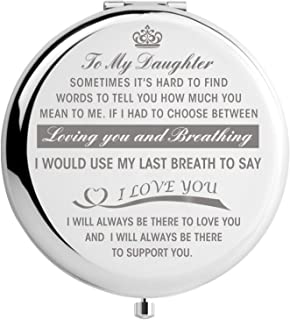 To My Daughter
SOMETIMES IT'S HARD TO FIND
WORDS TO TELL YOU HOW MUCH YOU
MEAN TO ME. IF I HAD TO CHOOSE BETWEEN
Loving you and Breathing
I WOULD USE MY LAST BREATH TO SAY
I LOVE YOU
I WILL ALWAYS BE THERE TO LOVE YOU
AND I WILL ALWAYS BE THERE
TO SUPPORT YOU.